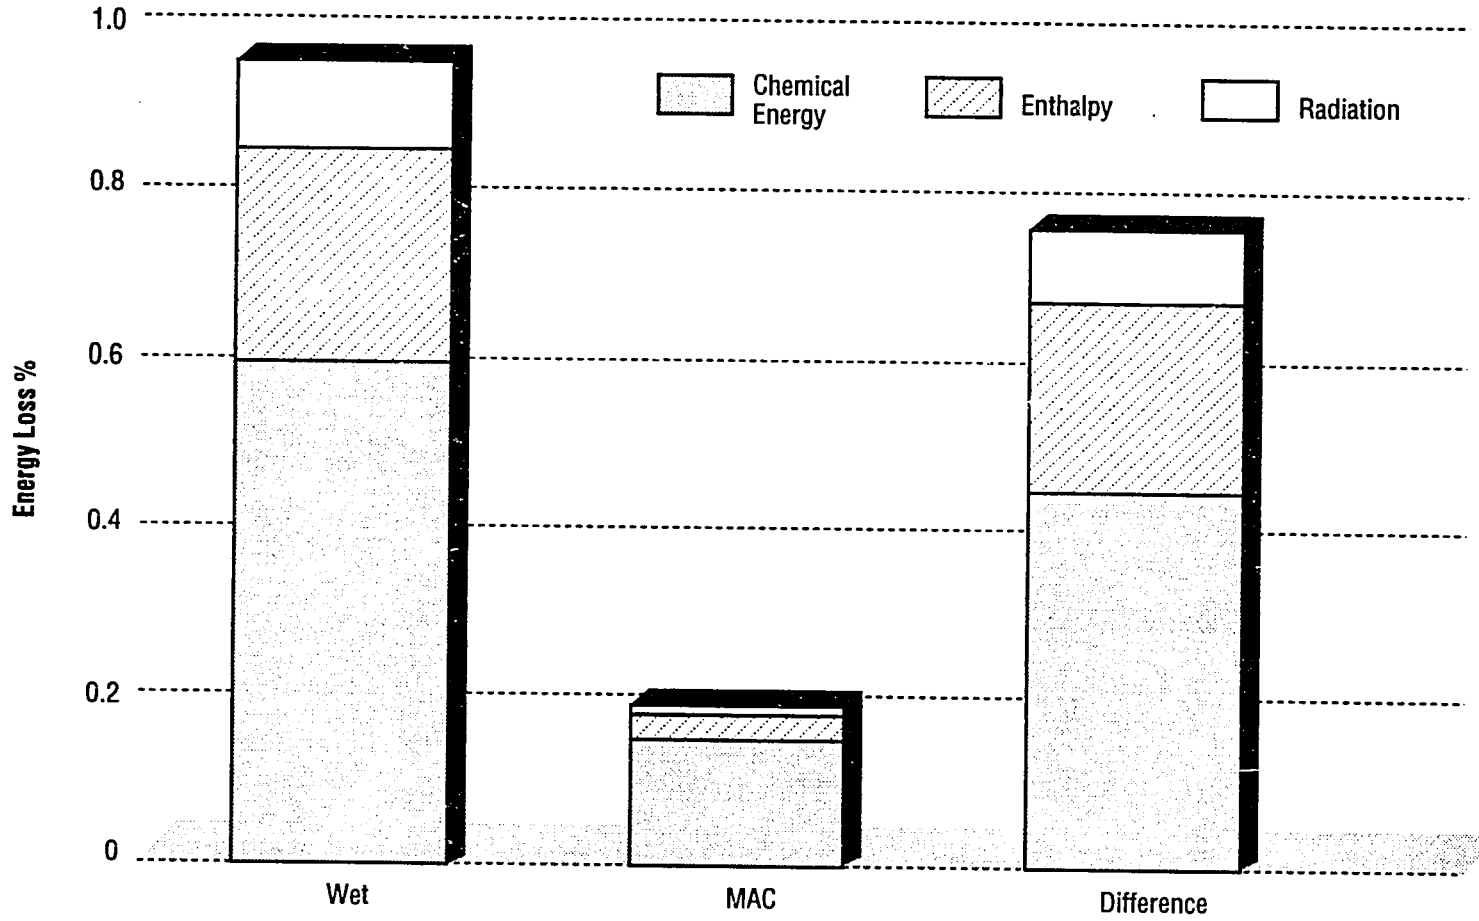 1.0
Chemical
Energy
Enthalpy
Radiation
0.8
0.6
Energy Loss %
0.4
0.2
0
Wet
MAC
Difference